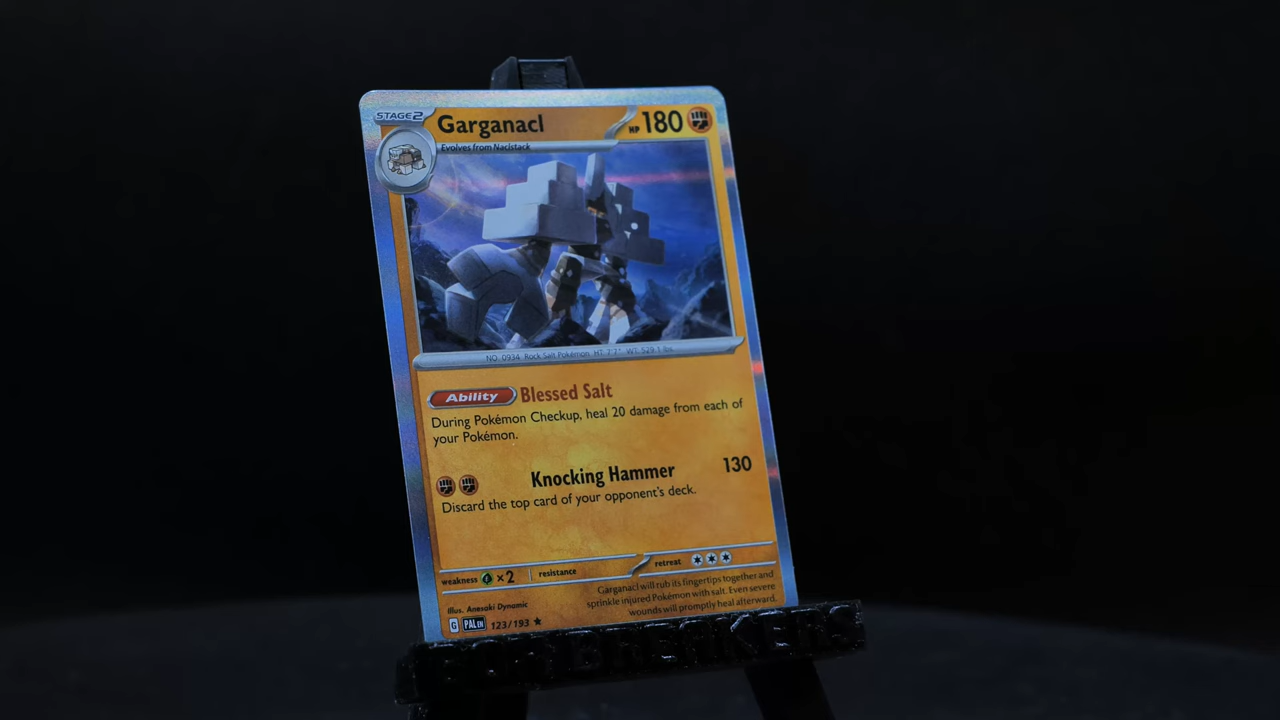 STAGE2 Garganacl HP 180
Evolves from Naclstack
NO. 0934 Rock Salt Pokémon HT: 7'7" WT: 529.1 lbs.
Ability Blessed Salt
During Pokémon Checkup, heal 20 damage from each of
your Pokémon.
Knocking Hammer 130
Discard the top card of your opponent's deck.
weakness ×2 resistance retreat
Garganacl will rub its fingertips together and
sprinkle injured Pokémon with salt. Even severe
wounds will promptly heal afterward.
Illus. Anesaki Dynamic
G PAL EN 123/193